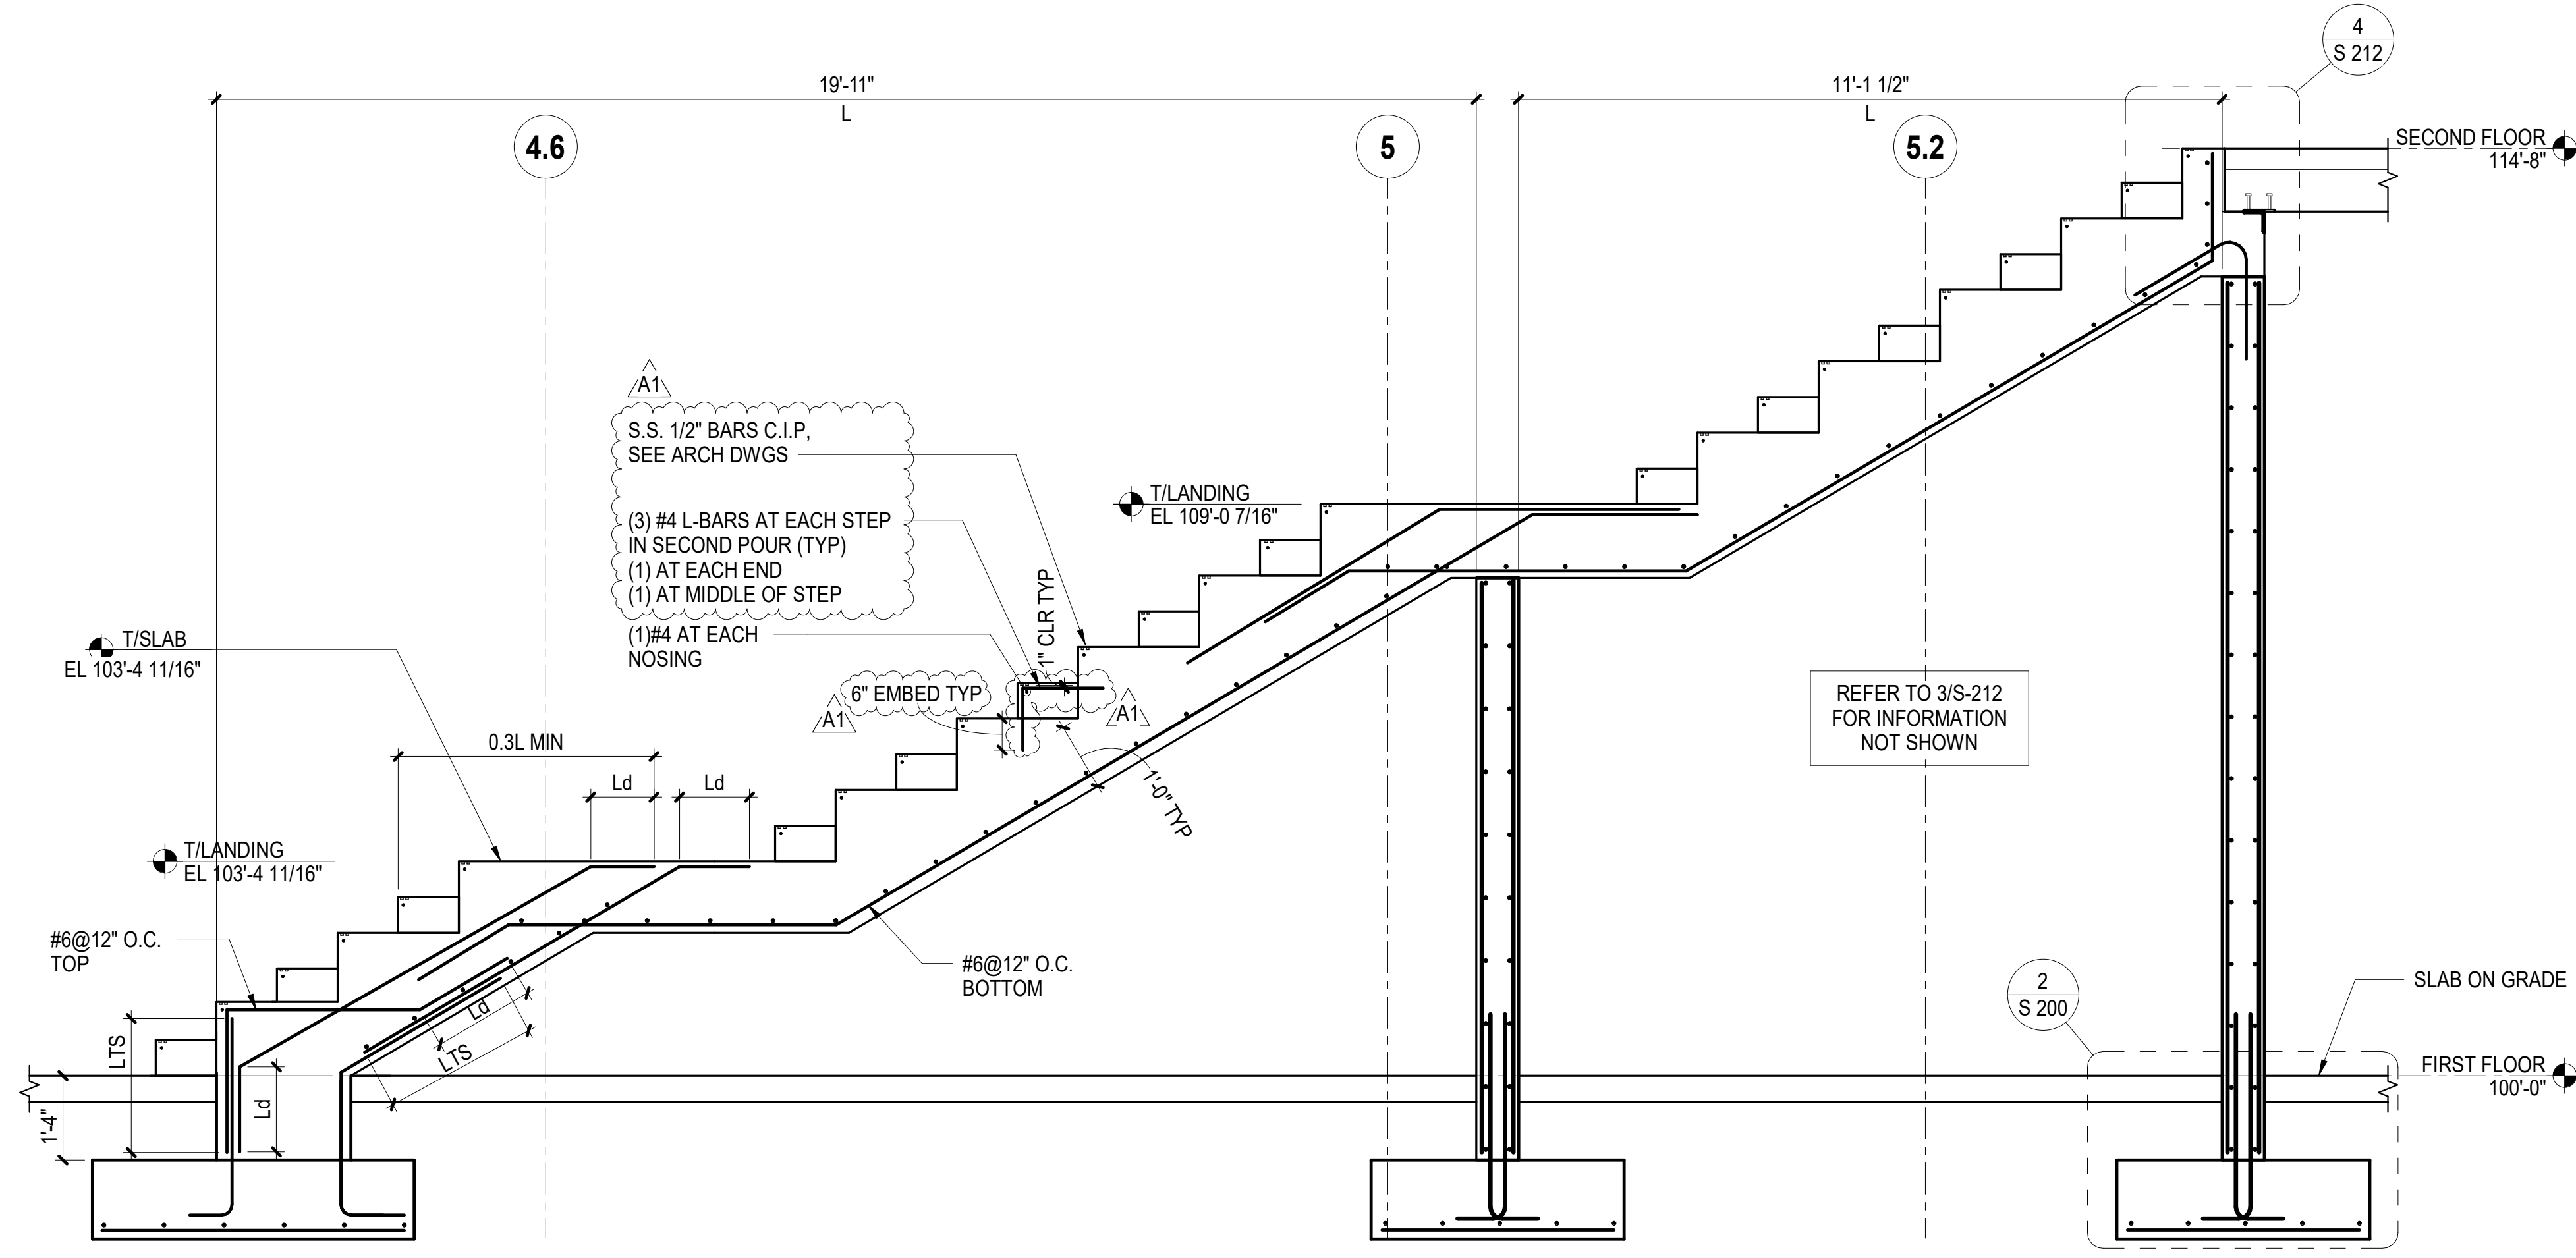 4
S 212
19'-11"
L
11'-1 1/2"
L
4.6
5
5.2
SECOND FLOOR
114'-8"
A1
S.S. 1/2" BARS C.I.P,
SEE ARCH DWGS
(3) #4 L-BARS AT EACH STEP
IN SECOND POUR (TYP)
(1) AT EACH END
(1) AT MIDDLE OF STEP
(1)#4 AT EACH
NOSING
1" CLR TYP
T/LANDING
EL 109'-0 7/16"
T/SLAB
EL 103'-4 11/16"
6" EMBED TYP
A1
A1
REFER TO 3/S-212
FOR INFORMATION
NOT SHOWN
0.3L MIN
Ld
Ld
1'-0" TYP
T/LANDING
EL 103'-4 11/16"
#6@12" O.C.
TOP
#6@12" O.C.
BOTTOM
2
S 200
SLAB ON GRADE
LTS
Ld
LTS
Ld
1'-4"
FIRST FLOOR
100'-0"